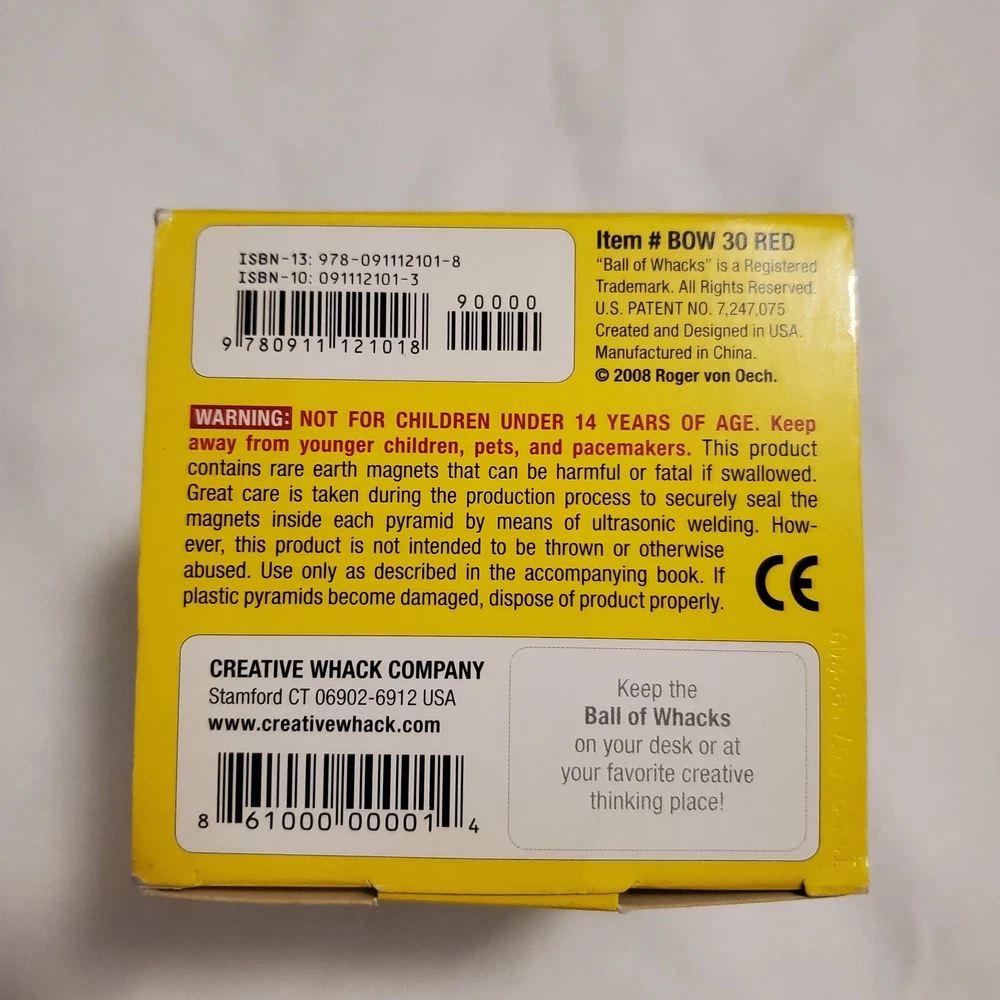 ISBN-13: 978-091112101-8
ISBN-10: 091112101-3
90000
9 780911 121018
Item # BOW 30 RED
“Ball of Whacks” is a Registered
Trademark. All Rights Reserved.
U.S. PATENT NO. 7,247,075
Created and Designed in USA.
Manufactured in China.
© 2008 Roger von Oech.
WARNING: NOT FOR CHILDREN UNDER 14 YEARS OF AGE. Keep
away from younger children, pets, and pacemakers. This product
contains rare earth magnets that can be harmful or fatal if swallowed.
Great care is taken during the production process to securely seal the
magnets inside each pyramid by means of ultrasonic welding. How-
ever, this product is not intended to be thrown or otherwise
abused. Use only as described in the accompanying book. If
plastic pyramids become damaged, dispose of product properly.
CE
CREATIVE WHACK COMPANY
Stamford CT 06902-6912 USA
www.creativewhack.com
8 61000 00001 4
Keep the
Ball of Whacks
on your desk or at
your favorite creative
thinking place!